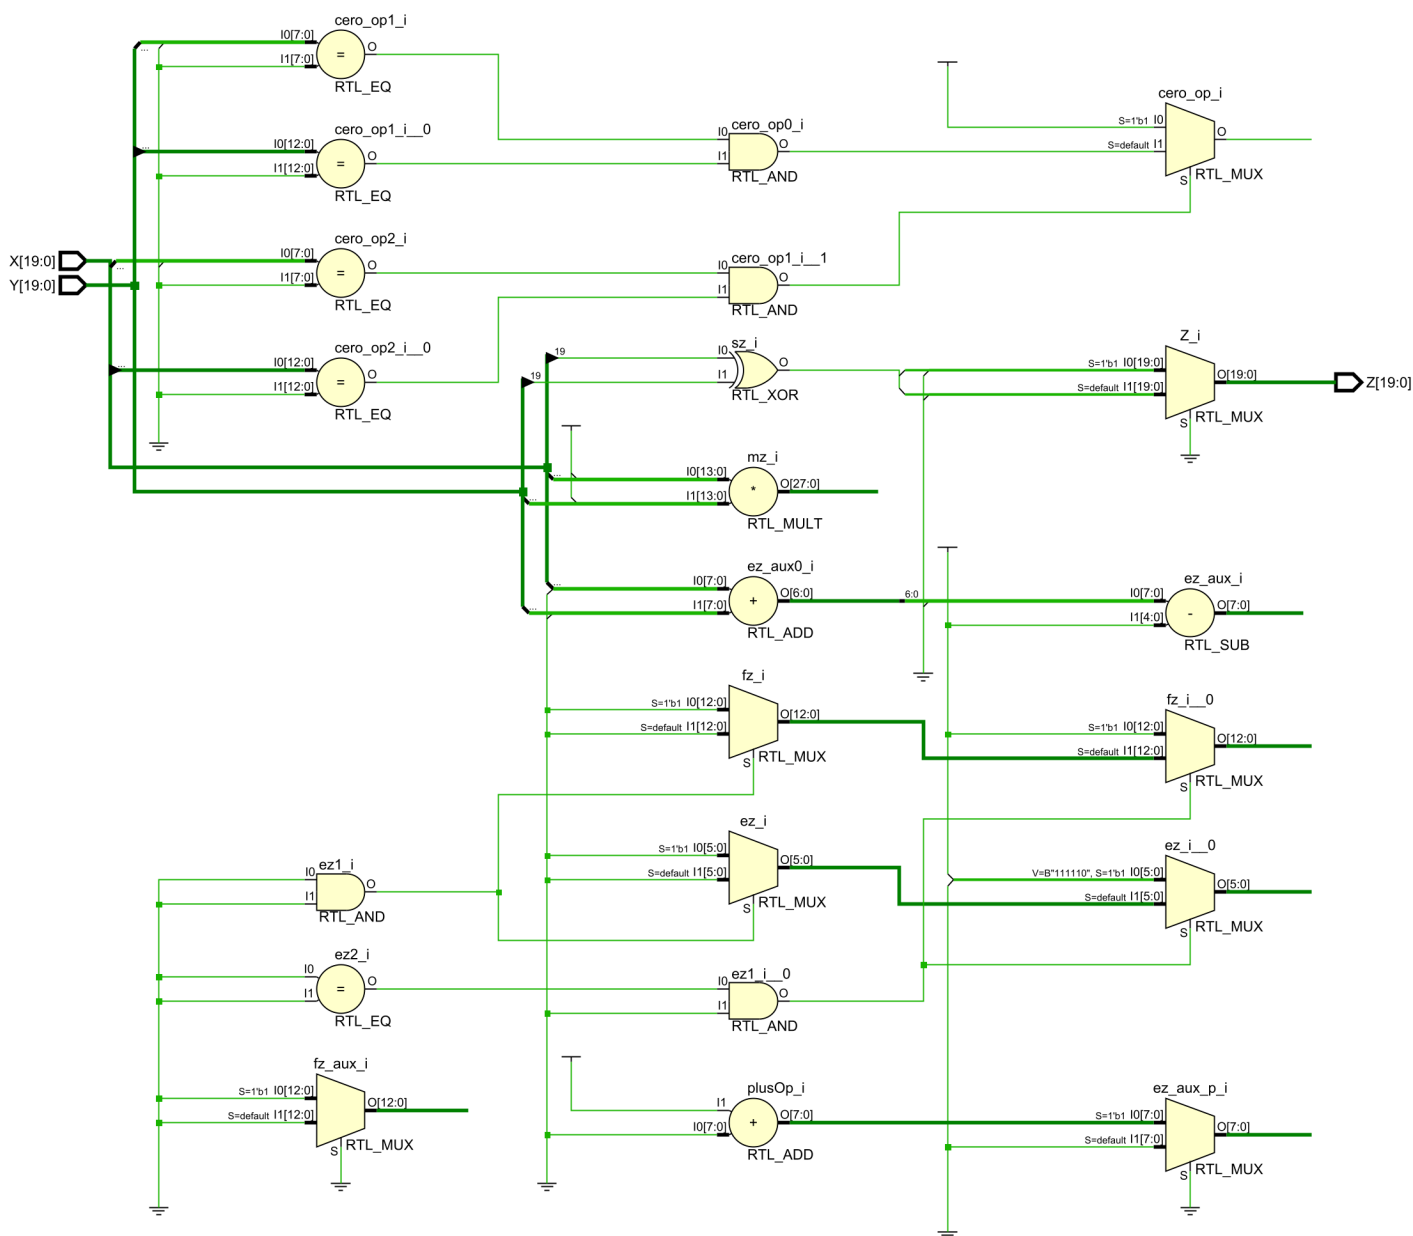 cero_op1_i
I0[7:0]
O
I1[7:0]
=
RTL_EQ
...
cero_op1_i__0
I0[12:0]
O
I1[12:0]
=
RTL_EQ
...
cero_op0_i
I0
I1
O
RTL_AND
cero_op_i
S=1'b1 I0
S=default I1
O
S
RTL_MUX
X[19:0]
Y[19:0]
...
cero_op2_i
I0[7:0]
O
I1[7:0]
=
RTL_EQ
cero_op1_i__1
I0
I1
O
RTL_AND
cero_op2_i__0
I0[12:0]
O
I1[12:0]
=
RTL_EQ
...
19
19
sz_i
I0
I1
O
RTL_XOR
Z_i
S=1'b1 I0[19:0]
S=default I1[19:0]
O[19:0]
S
RTL_MUX
Z[19:0]
mz_i
... I0[13:0]
... I1[13:0]
*
O[27:0]
RTL_MULT
ez_aux0_i
... I0[7:0]
... I1[7:0]
+
O[6:0]
RTL_ADD
6:0
ez_aux_i
I0[7:0]
I1[4:0]
-
O[7:0]
RTL_SUB
fz_i
S=1'b1 I0[12:0]
S=default I1[12:0]
O[12:0]
S
RTL_MUX
fz_i__0
S=1'b1 I0[12:0]
S=default I1[12:0]
O[12:0]
S
RTL_MUX
ez_i
S=1'b1 I0[5:0]
S=default I1[5:0]
O[5:0]
S
RTL_MUX
ez_i__0
V=B"111110", S=1'b1 I0[5:0]
S=default I1[5:0]
O[5:0]
S
RTL_MUX
ez1_i
I0
I1
O
RTL_AND
ez2_i
I0
I1
=
O
RTL_EQ
ez1_i__0
I0
I1
O
RTL_AND
fz_aux_i
S=1'b1 I0[12:0]
S=default I1[12:0]
O[12:0]
S
RTL_MUX
plusOp_i
I1
I0[7:0]
+
O[7:0]
RTL_ADD
ez_aux_p_i
S=1'b1 I0[7:0]
S=default I1[7:0]
O[7:0]
S
RTL_MUX